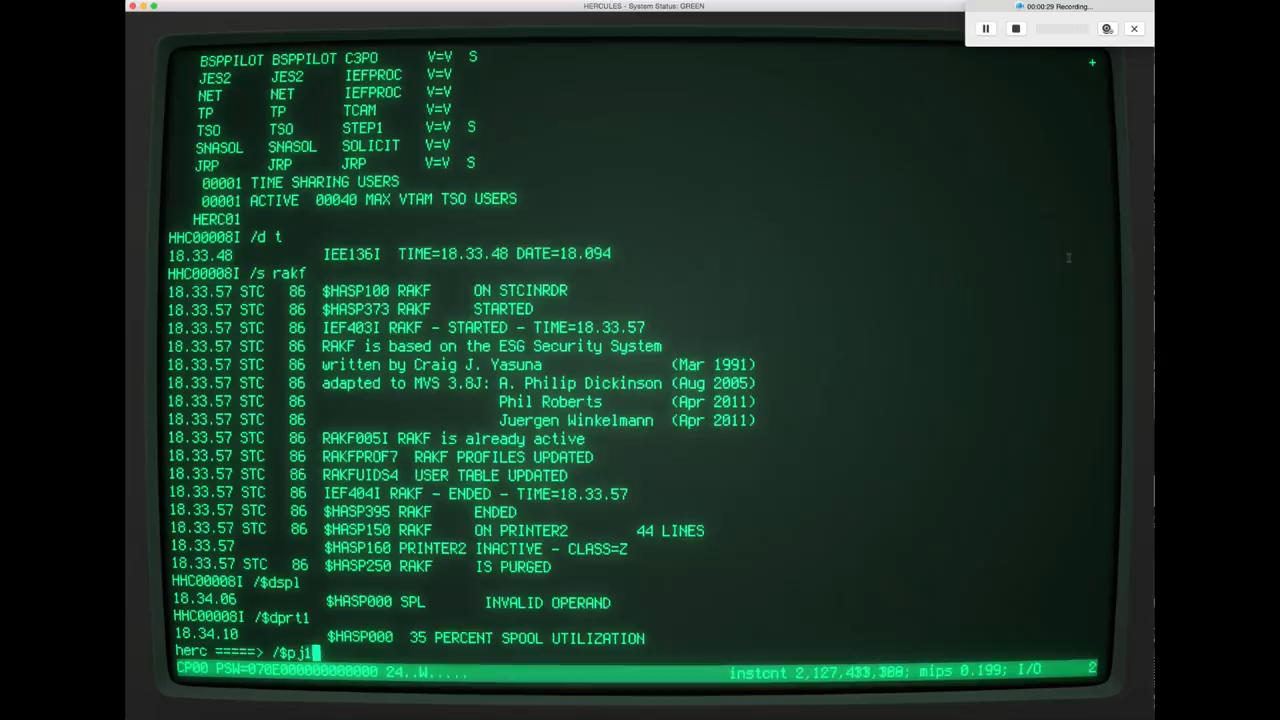 HERCULES - System Status: GREEN
00:00:29 Recording...
BSPPILOT BSPPILOT C3PO V=V S
JES2 JES2 IEFPROC V=V
NET NET IEFPROC V=V
TP TP TCAM V=V
TSO TSO STEP1 V=V S
SNASOL SNASOL SOLICIT V=V
JRP JRP JRP V=V S
00001 TIME SHARING USERS
00001 ACTIVE 00040 MAX VTAM TSO USERS
HERC01
HHC00008I /d t
18.33.48 IEE136I TIME=18.33.48 DATE=18.094
HHC00008I /s rakf
18.33.57 STC 86 $HASP100 RAKF ON STCINRDR
18.33.57 STC 86 $HASP373 RAKF STARTED
18.33.57 STC 86 IEF403I RAKF - STARTED - TIME=18.33.57
18.33.57 STC 86 RAKF is based on the ESG Security System
18.33.57 STC 86 written by Craig J. Yasuna (Mar 1991)
18.33.57 STC 86 adapted to MVS 3.8J: A. Philip Dickinson (Aug 2005)
18.33.57 STC 86 Phil Roberts (Apr 2011)
18.33.57 STC 86 Juergen Winkelmann (Apr 2011)
18.33.57 STC 86 RAKF005I RAKF is already active
18.33.57 STC 86 RAKFPROF7 RAKF PROFILES UPDATED
18.33.57 STC 86 RAKFUIDS4 USER TABLE UPDATED
18.33.57 STC 86 IEF404I RAKF - ENDED - TIME=18.33.57
18.33.57 STC 86 $HASP395 RAKF ENDED
18.33.57 STC 86 $HASP150 RAKF ON PRINTER2 44 LINES
18.33.57 $HASP160 PRINTER2 INACTIVE - CLASS=Z
18.33.57 STC 86 $HASP250 RAKF IS PURGED
HHC00008I /$dspl
18.34.06 $HASP000 SPL INVALID OPERAND
HHC00008I /$dprt1
18.34.10 $HASP000 35 PERCENT SPOOL UTILIZATION
herc =====> /$pj1
CP00 PSW=070E000000000000 24..W..... instcnt mips 0.199; I/O 2